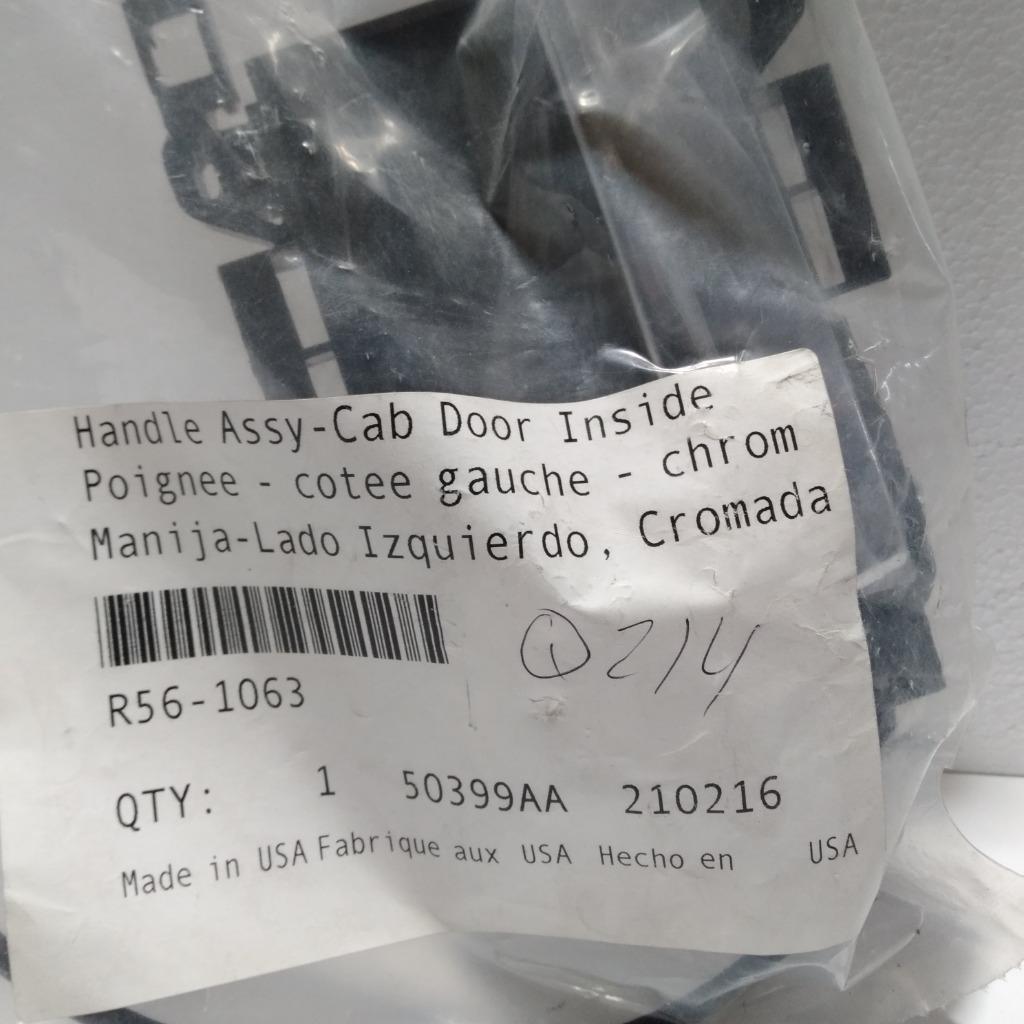 Handle Assy-Cab Door Inside
Poignee - cotee gauche - chrom
Manija-Lado Izquierdo, Cromada
R56-1063
QTY: 1 50399AA 210216
Made in USA Fabrique aux USA Hecho en USA